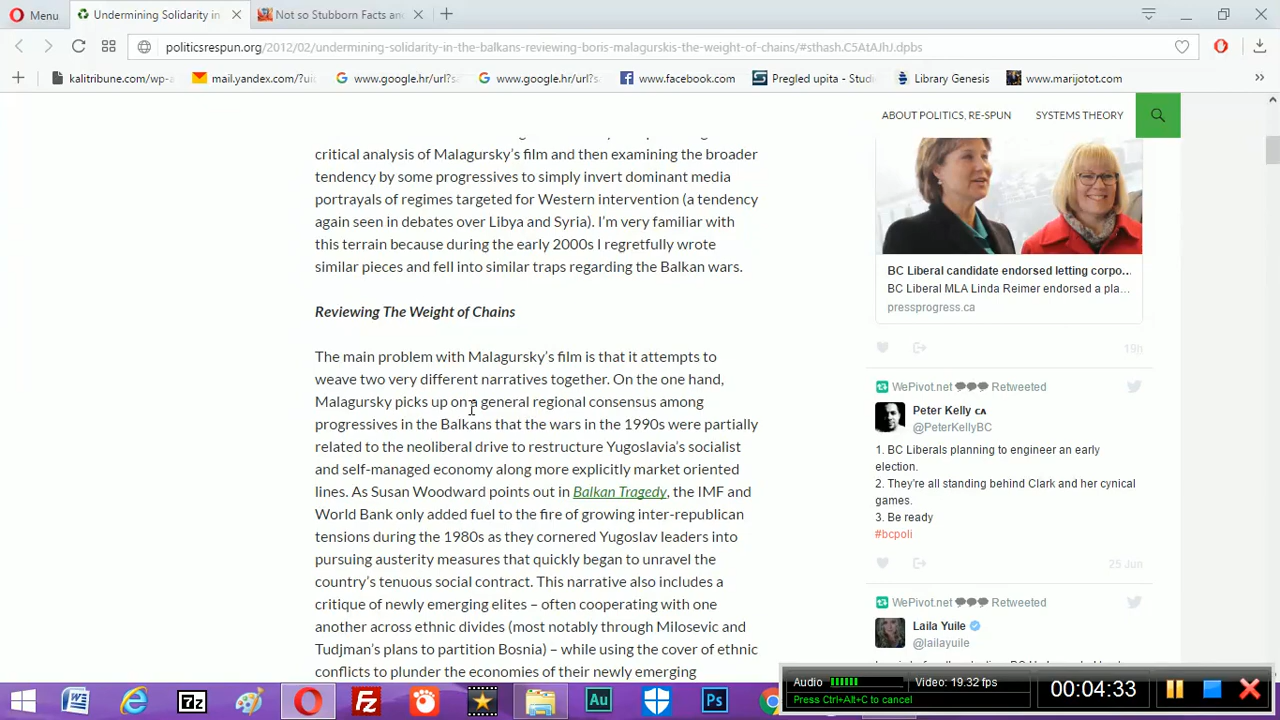 Menu
Undermining Solidarity in
Not so Stubborn Facts an
politicsrespun.org/2012/02/undermining-solidarity-in-the-balkans-reviewing-boris-malagurskis-the-weight-of-chains/#sthash.C5AtAJhJ.dpbs
kalitribune.com/wp-
mail.yandex.com/?ui
www.google.hr/url?s
www.google.hr/url?s
www.facebook.com
Pregled upita - Stud
Library Genesis
www.marijotot.com
ABOUT POLITICS, RE-SPUN
SYSTEMS THEORY
critical analysis of Malagursky's film and then examining the broader
tendency by some progressives to simply invert dominant media
portrayals of regimes targeted for Western intervention (a tendency
again seen in debates over Libya and Syria). I'm very familiar with
this terrain because during the early 2000s I regretfully wrote
similar pieces and fell into similar traps regarding the Balkan wars.
Reviewing The Weight of Chains
The main problem with Malagursky's film is that it attempts to
weave two very different narratives together. On the one hand,
Malagursky picks up on a general regional consensus among
progressives in the Balkans that the wars in the 1990s were partially
related to the neoliberal drive to restructure Yugoslavia's socialist
and self-managed economy along more explicitly market oriented
lines. As Susan Woodward points out in Balkan Tragedy, the IMF and
World Bank only added fuel to the fire of growing inter-republican
tensions during the 1980s as they cornered Yugoslav leaders into
pursuing austerity measures that quickly began to unravel the
country's tenuous social contract. This narrative also includes a
critique of newly emerging elites – often cooperating with one
another across ethnic divides (most notably through Milosevic and
Tudjman's plans to partition Bosnia) – while using the cover of ethnic
conflicts to plunder the economies of their newly emerging
BC Liberal candidate endorsed letting corpo...
BC Liberal MLA Linda Reimer endorsed a pla...
pressprogress.ca
19h
WePivot.net Retweeted
Peter Kelly CA
@PeterKellyBC
1. BC Liberals planning to engineer an early
election.
2. They're all standing behind Clark and her cynical
games.
3. Be ready
#bcpoli
25 Jun
WePivot.net Retweeted
Laila Yuile
@lailayuile
Audio
Video: 19.32 fps
Press Ctrl+Alt+C to cancel
00:04:33
Au
Ps